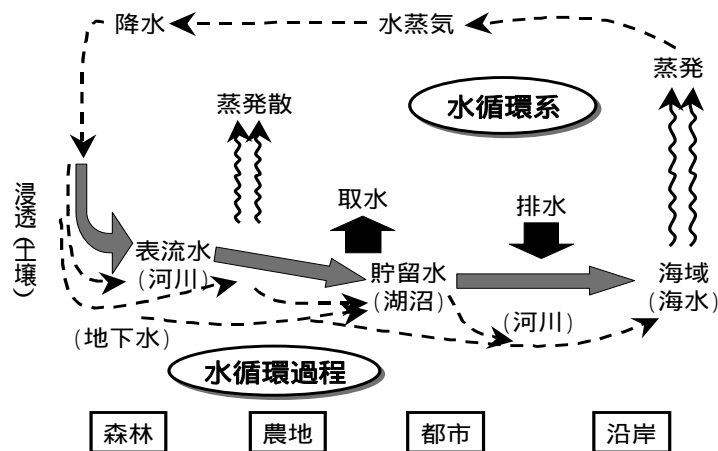 降水
水蒸気
蒸発
水循環系
蒸発散
取水
排水
浸透(土壌)
表流水
(河川)
貯留水
(湖沼)
海域
(海水)
(河川)
(地下水)
水循環過程
森林
農地
都市
沿岸